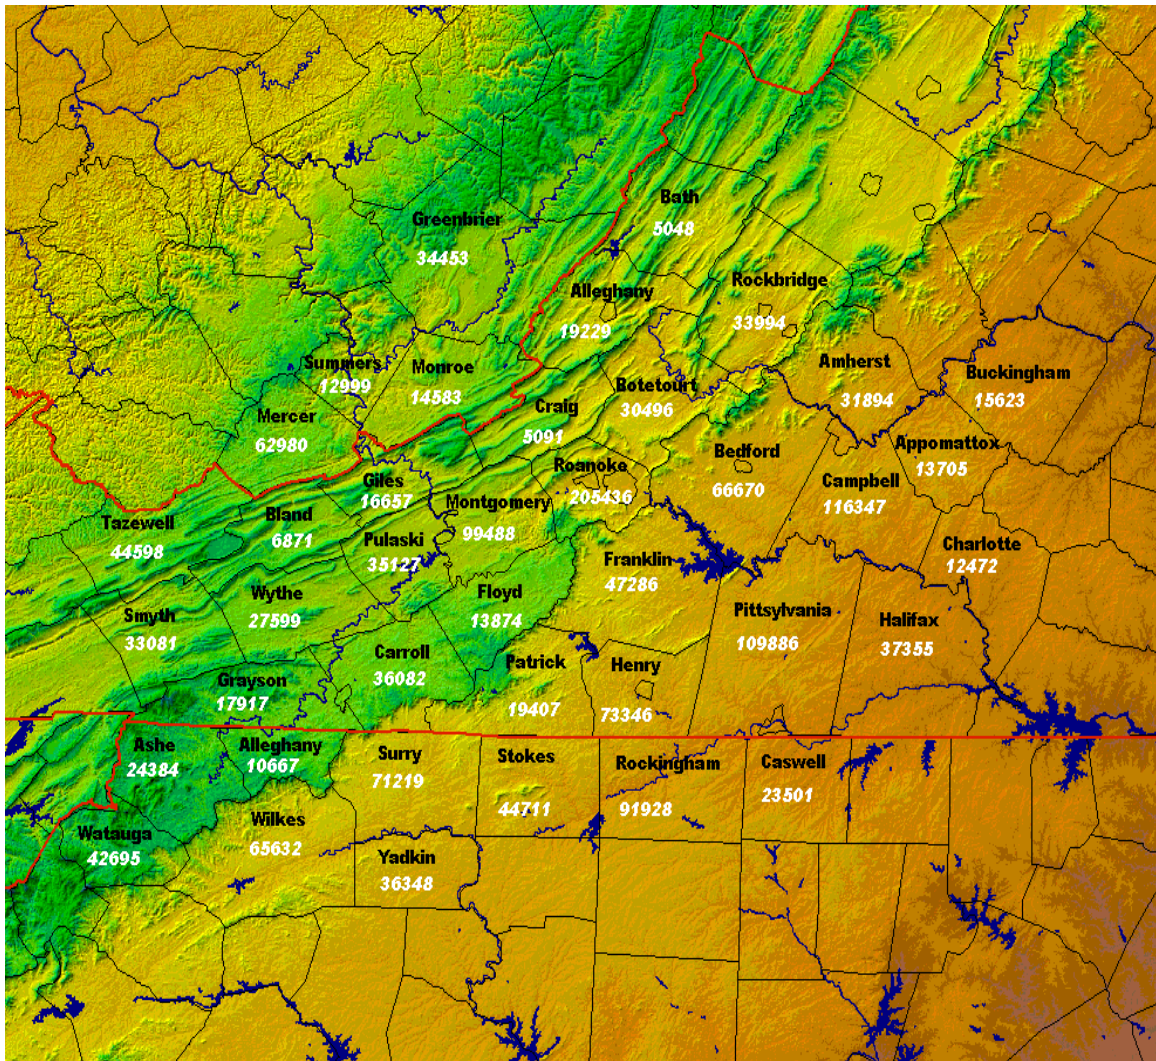 Bath
5048
Greenbrier
34453
Alleghany
19229
Rockbridge
33994
Summers
12999
Monroe
14583
Botetourt
30496
Amherst
31894
Buckingham
15623
Mercer
62980
Craig
5091
Appomattox
13705
Bedford
66670
Roanoke
205436
Campbell
116347
Giles
16657
Montgomery
99488
Tazewell
44598
Bland
6871
Pulaski
35127
Charlotte
12472
Franklin
47286
Smyth
33081
Wythe
27599
Floyd
13874
Pittsylvania
109886
Halifax
37355
Carroll
36082
Patrick
19407
Henry
73346
Grayson
17917
Ashe
24384
Alleghany
10667
Surry
71219
Stokes
44711
Rockingham
91928
Caswell
23501
Watauga
42695
Wilkes
65632
Yadkin
36348